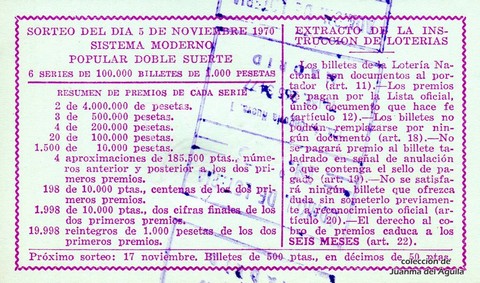 SORTEO DEL DIA 5 DE NOVIEMBRE 1970
SISTEMA MODERNO
POPULAR DOBLE SUERTE
6 SERIES DE 100.000 BILLETES DE 1.000 PESETAS
RESUMEN DE PREMIOS DE CADA SERIE
2 de 4.000.000 de pesetas.
3 de 500.000 pesetas.
4 de 200.000 pesetas.
20 de 100.000 pesetas.
1.500 de 10.000 pesetas.
4 aproximaciones de 185.500 ptas., núme-
ros anterior y posterior a los dos pri-
meros premios.
198 de 10.000 ptas., centenas de los dos pri-
meros premios.
1.998 de 10.000 ptas., dos cifras finales de los
dos primeros premios.
19.998 reintegros de 1.000 pesetas de los dos
primeros premios.
EXTRACTO DE LA INS-
TRUCCION DE LOTERIAS
Los billetes de la Lotería Na-
cional son documentos al por-
tador (art. 11).—Los premios
se pagan por la Lista oficial,
único documento que hace fe
(artículo 12).—Los billetes no
podrán remplazarse por nin-
gún documento (art. 18).—No
se pagará premio al billete ta-
ladrado en señal de anulación
o que contenga el sello de pa-
gado (art. 19).—No se satisfa-
rá ningún billete que ofrezca
duda sin someterlo previamen-
te a reconocimiento oficial (ar-
tículo 20).—El derecho al co-
bro de premios caduca a los
SEIS MESES (art. 22).
Próximo sorteo: 17 noviembre. Billetes de 500 ptas., en décimos de 50 ptas.
colección de
Juanma del Águila